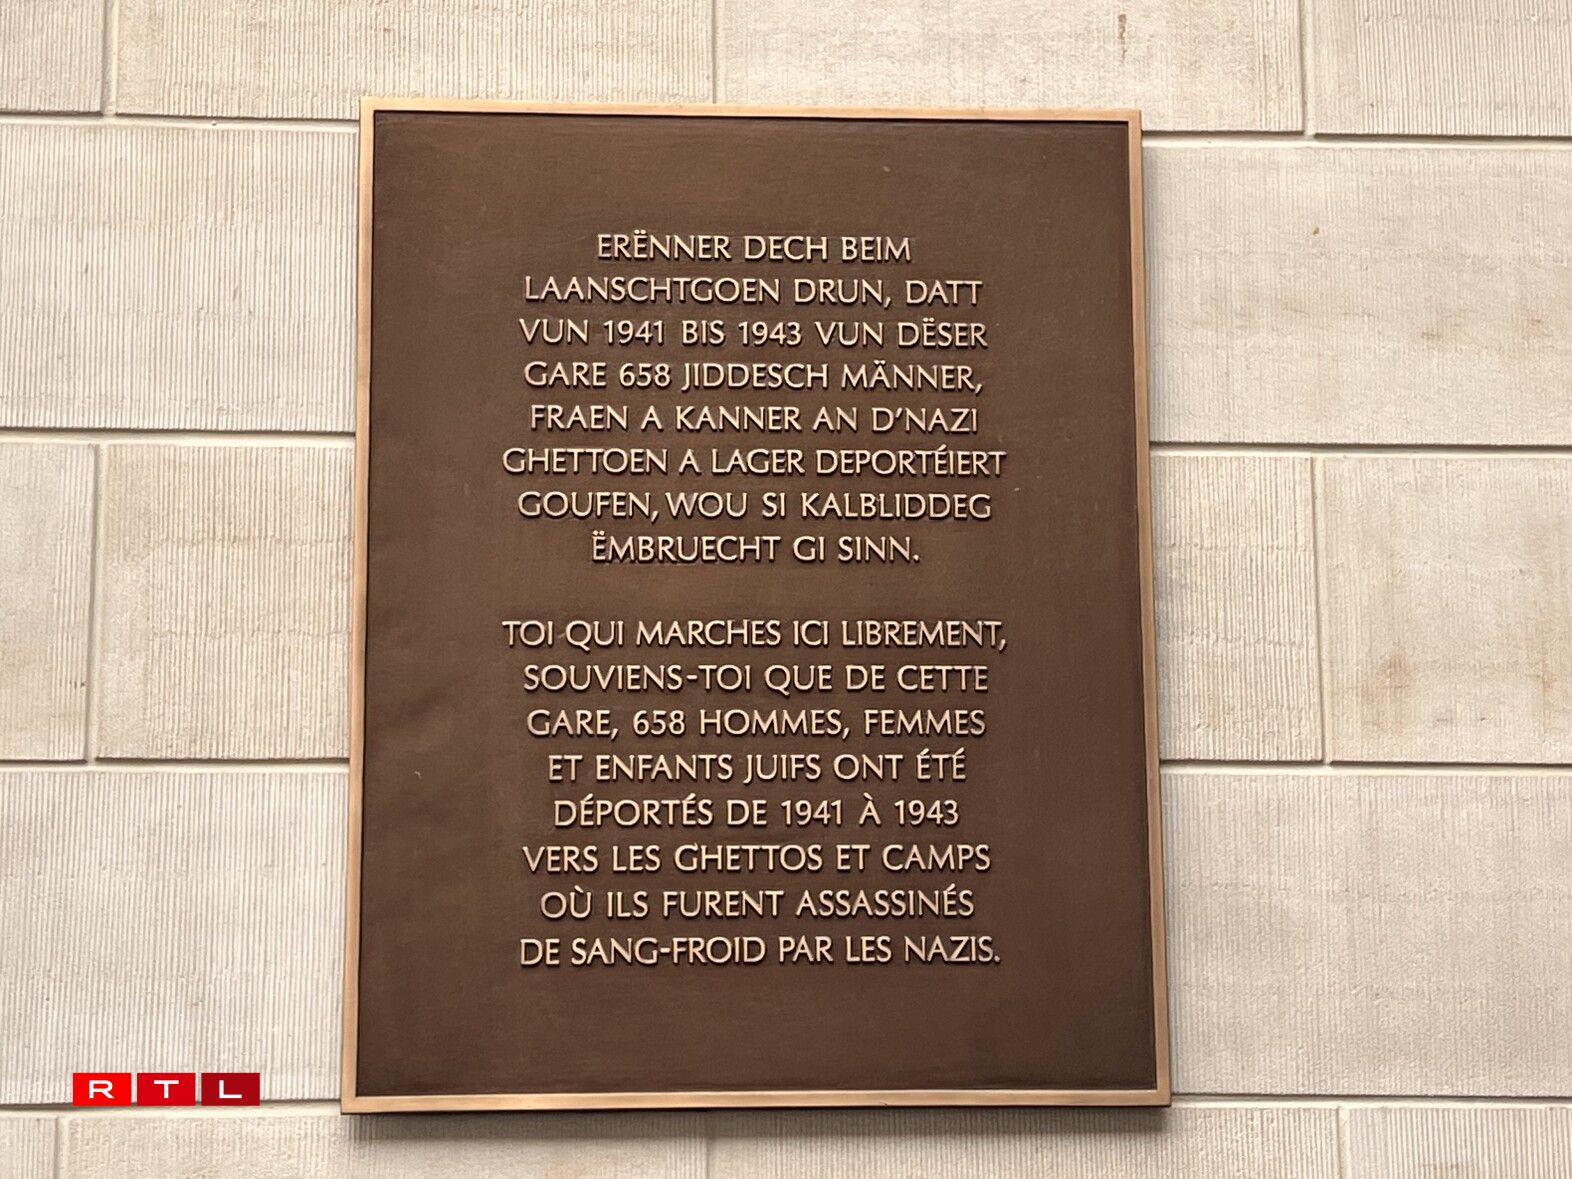 ERËNNER DECH BEIM
LAANSCHTGOEN DRUN, DATT
VUN 1941 BIS 1943 VUN DËSER
GARE 658 JIDDESCH MÄNNER,
FRAEN A KANNER AN D'NAZI
GHETTOEN A LAGER DEPORTÉIERT
GOUFEN, WOU SI KALBLIDDEG
ËMBRUECHT GI SINN.
TOI QUI MARCHES ICI LIBREMENT,
SOUVIENS-TOI QUE DE CETTE
GARE, 658 HOMMES, FEMMES
ET ENFANTS JUIFS ONT ÉTÉ
DÉPORTÉS DE 1941 À 1943
VERS LES GHETTOS ET CAMPS
OÙ ILS FURENT ASSASSINÉS
DE SANG-FROID PAR LES NAZIS.
RTL